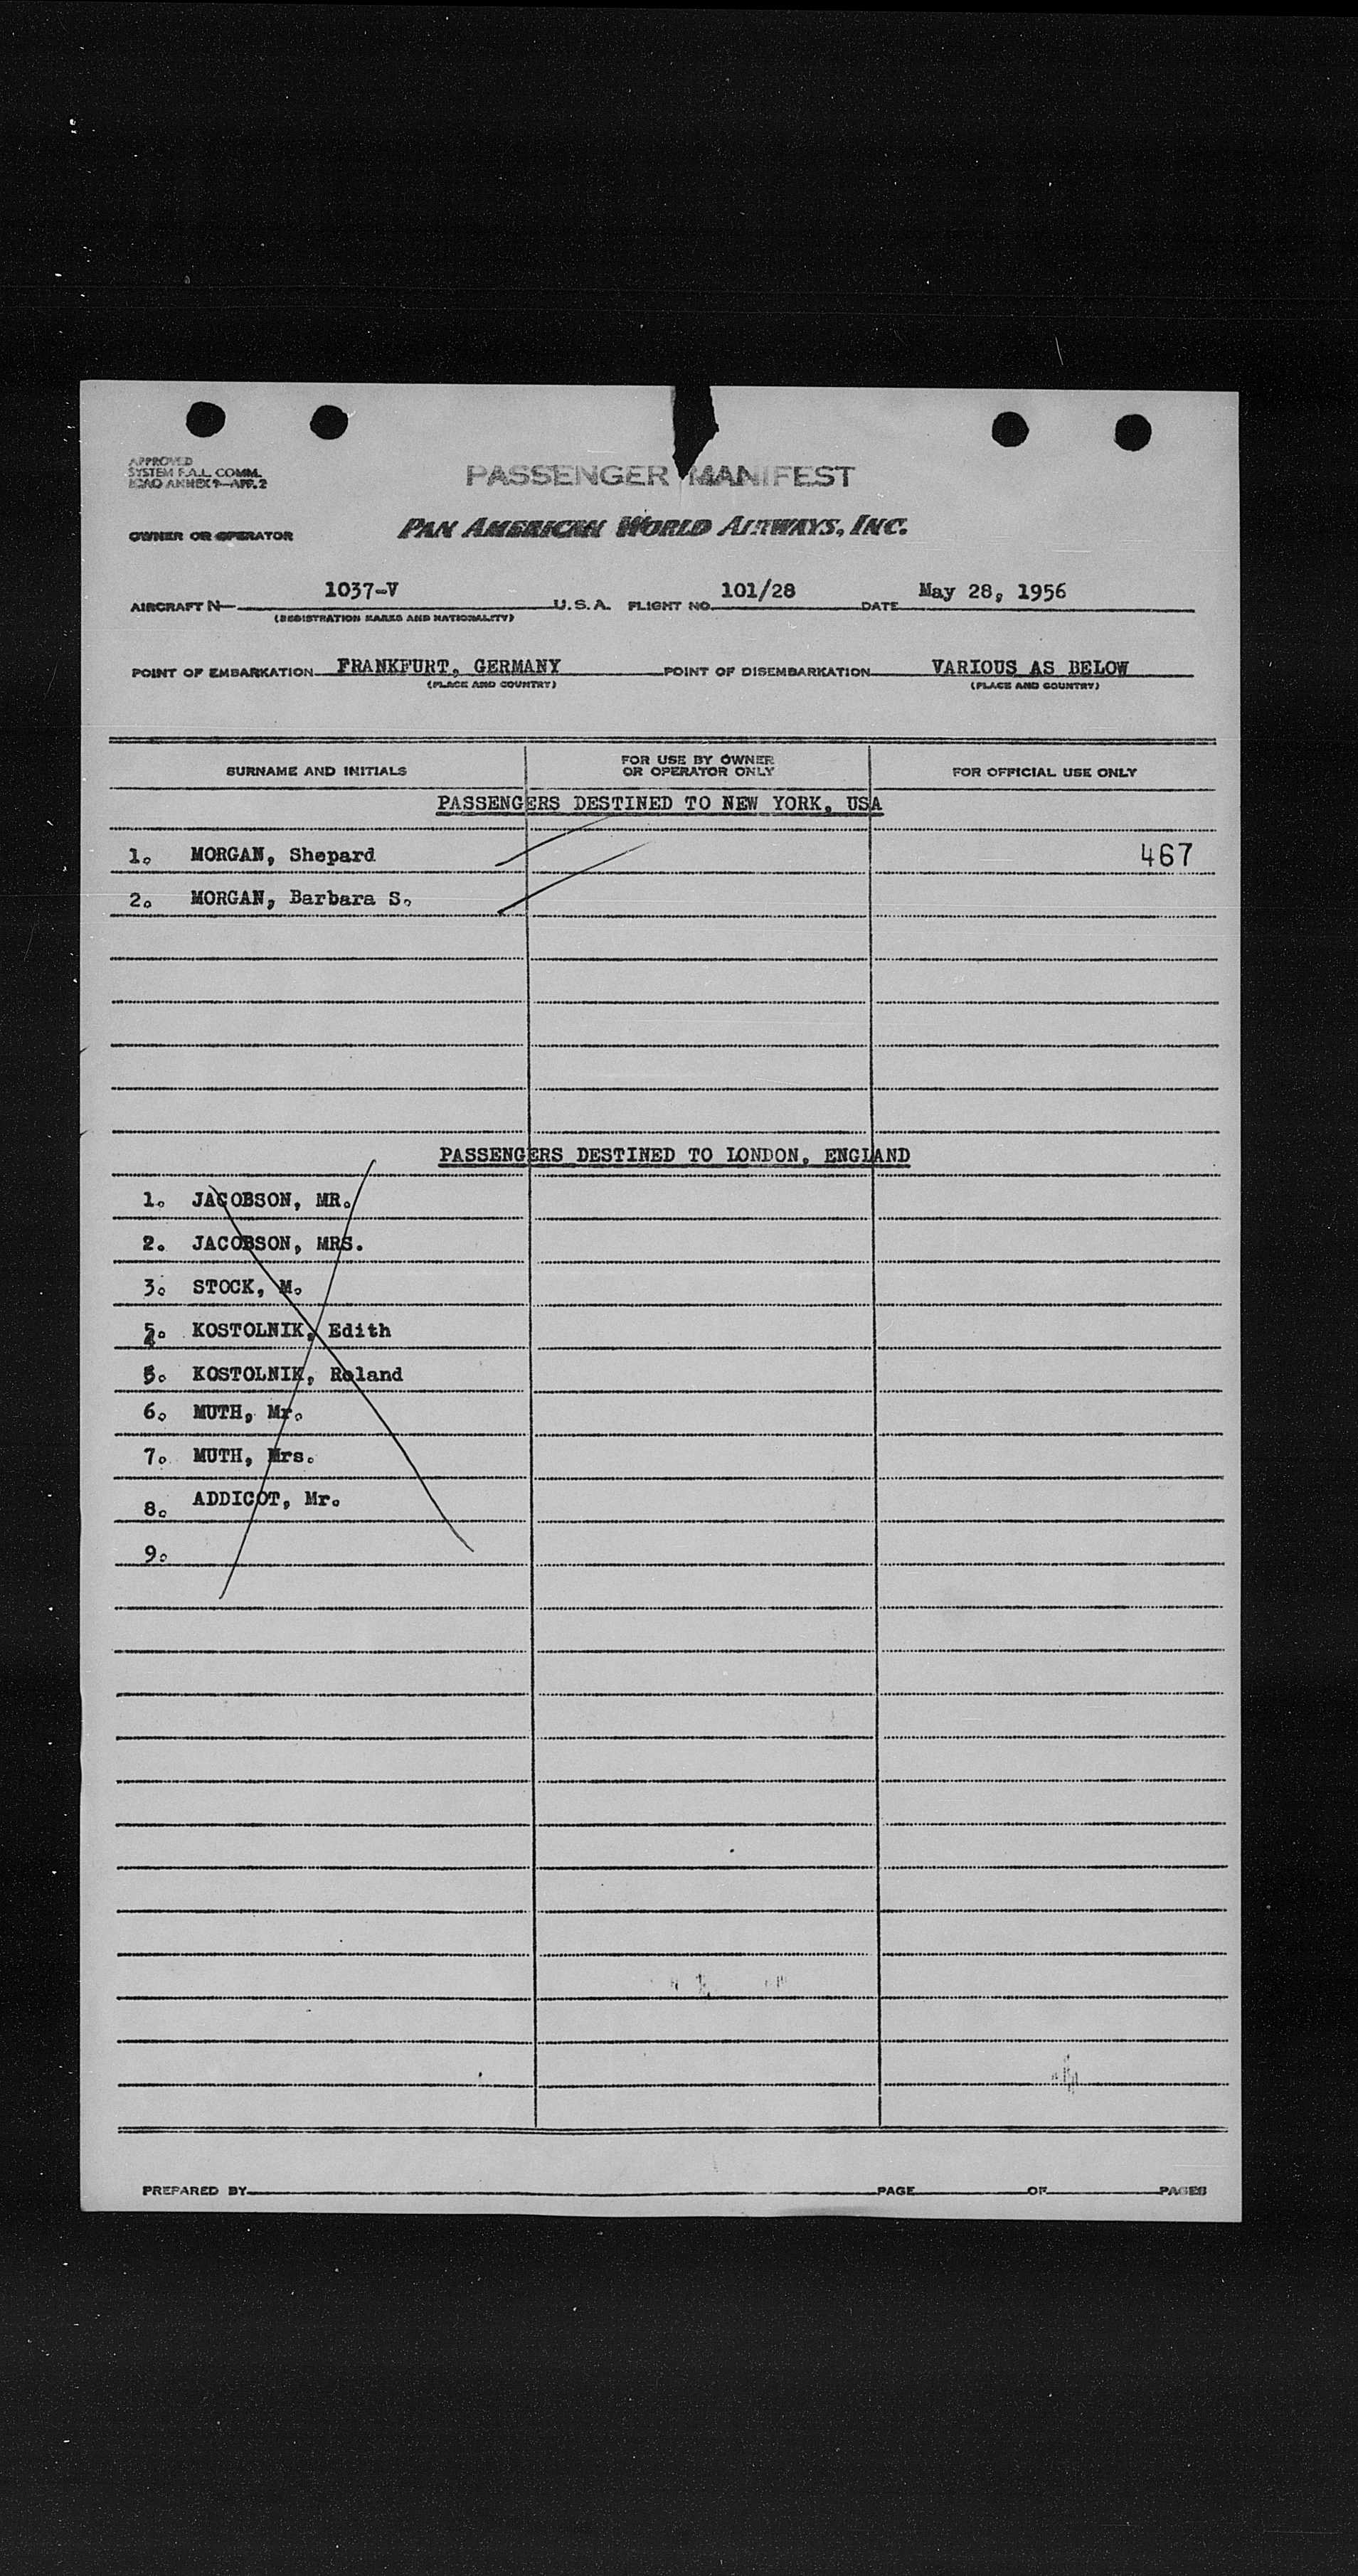 APPROVED
SYSTEM F.A.L. COMM.
ICAO ANNEX 9—APP. 2
PASSENGER MANIFEST
OWNER OR OPERATOR PAN AMERICAN WORLD AIRWAYS, INC.
AIRCRAFT N— 1037-V U.S.A. FLIGHT NO. 101/28 DATE May 28, 1956
(REGISTRATION MARKS AND NATIONALITY)
POINT OF EMBARKATION FRANKFURT, GERMANY POINT OF DISEMBARKATION VARIOUS AS BELOW
(PLACE AND COUNTRY) (PLACE AND COUNTRY)
SURNAME AND INITIALS FOR USE BY OWNER OR OPERATOR ONLY FOR OFFICIAL USE ONLY
PASSENGERS DESTINED TO NEW YORK, USA
1. MORGAN, Shepard 467
2. MORGAN, Barbara S.
PASSENGERS DESTINED TO LONDON, ENGLAND
1. JACOBSON, MR.
2. JACOBSON, MRS.
3. STOCK, M.
4. KOSTOLNIK, Edith
5. KOSTOLNIK, Roland
6. MUTH, Mr.
7. MUTH, Mrs.
8. ADDICOT, Mr.
9.
PREPARED BY PAGE OF PAGES